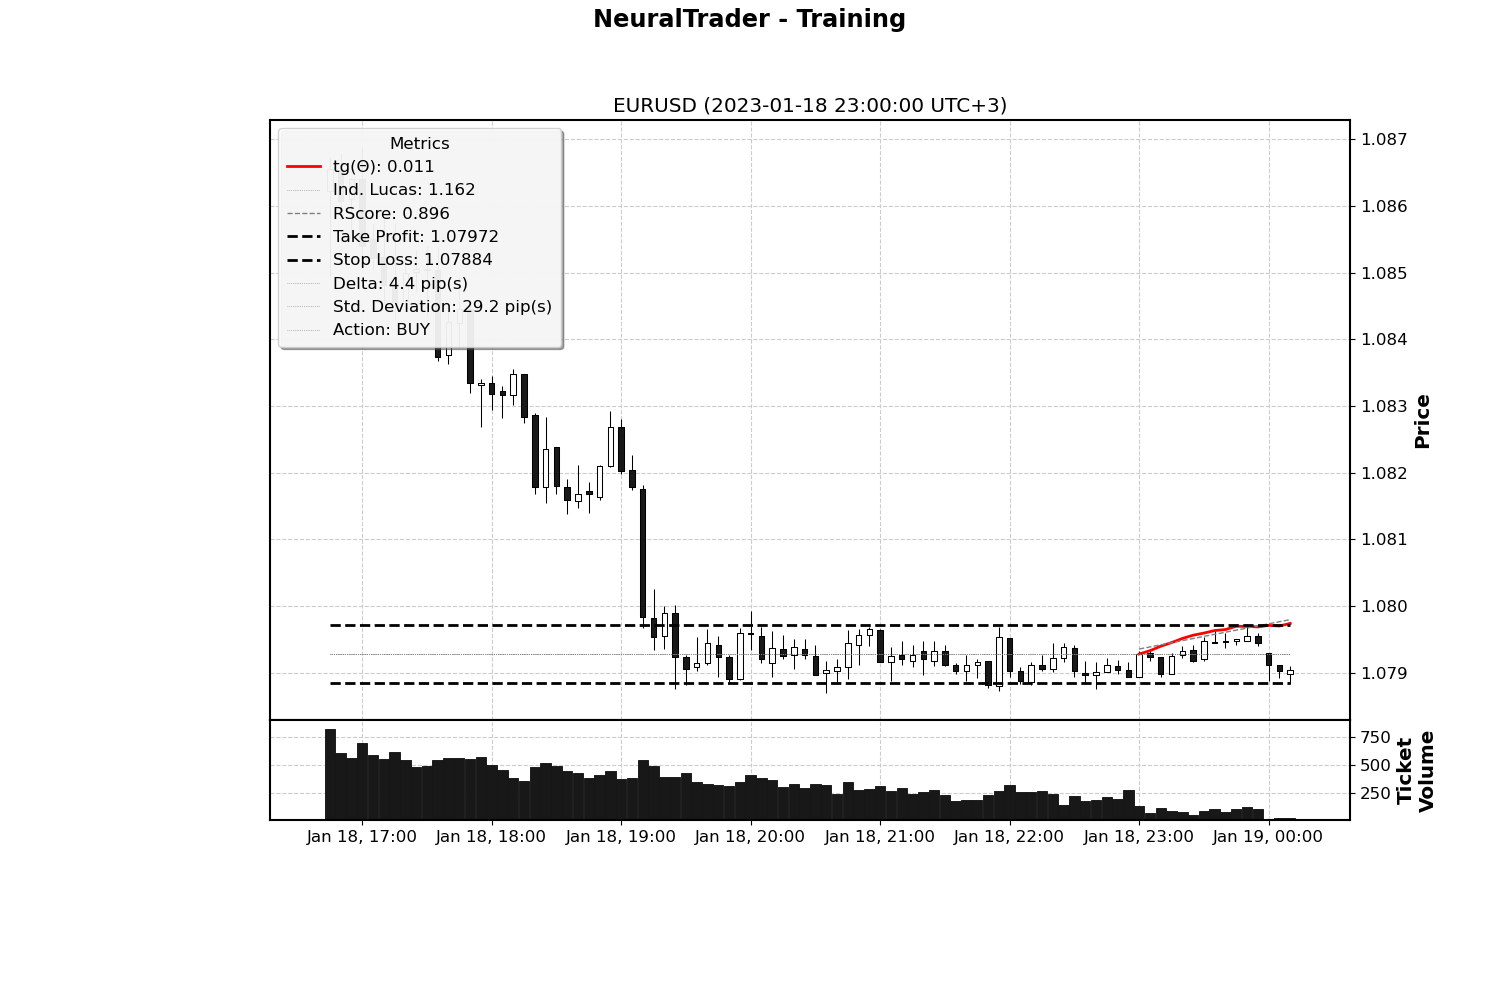 NeuralTrader - Training
EURUSD (2023-01-18 23:00:00 UTC+3)
Metrics
tg(Θ): 0.011
Ind. Lucas: 1.162
RScore: 0.896
Take Profit: 1.07972
Stop Loss: 1.07884
Delta: 4.4 pip(s)
Std. Deviation: 29.2 pip(s)
Action: BUY
1.087
1.086
1.085
1.084
1.083
1.082
1.081
1.080
1.079
Price
750
500
250
Ticket
Volume
Jan 18, 17:00 Jan 18, 18:00 Jan 18, 19:00 Jan 18, 20:00 Jan 18, 21:00 Jan 18, 22:00 Jan 18, 23:00 Jan 19, 00:00